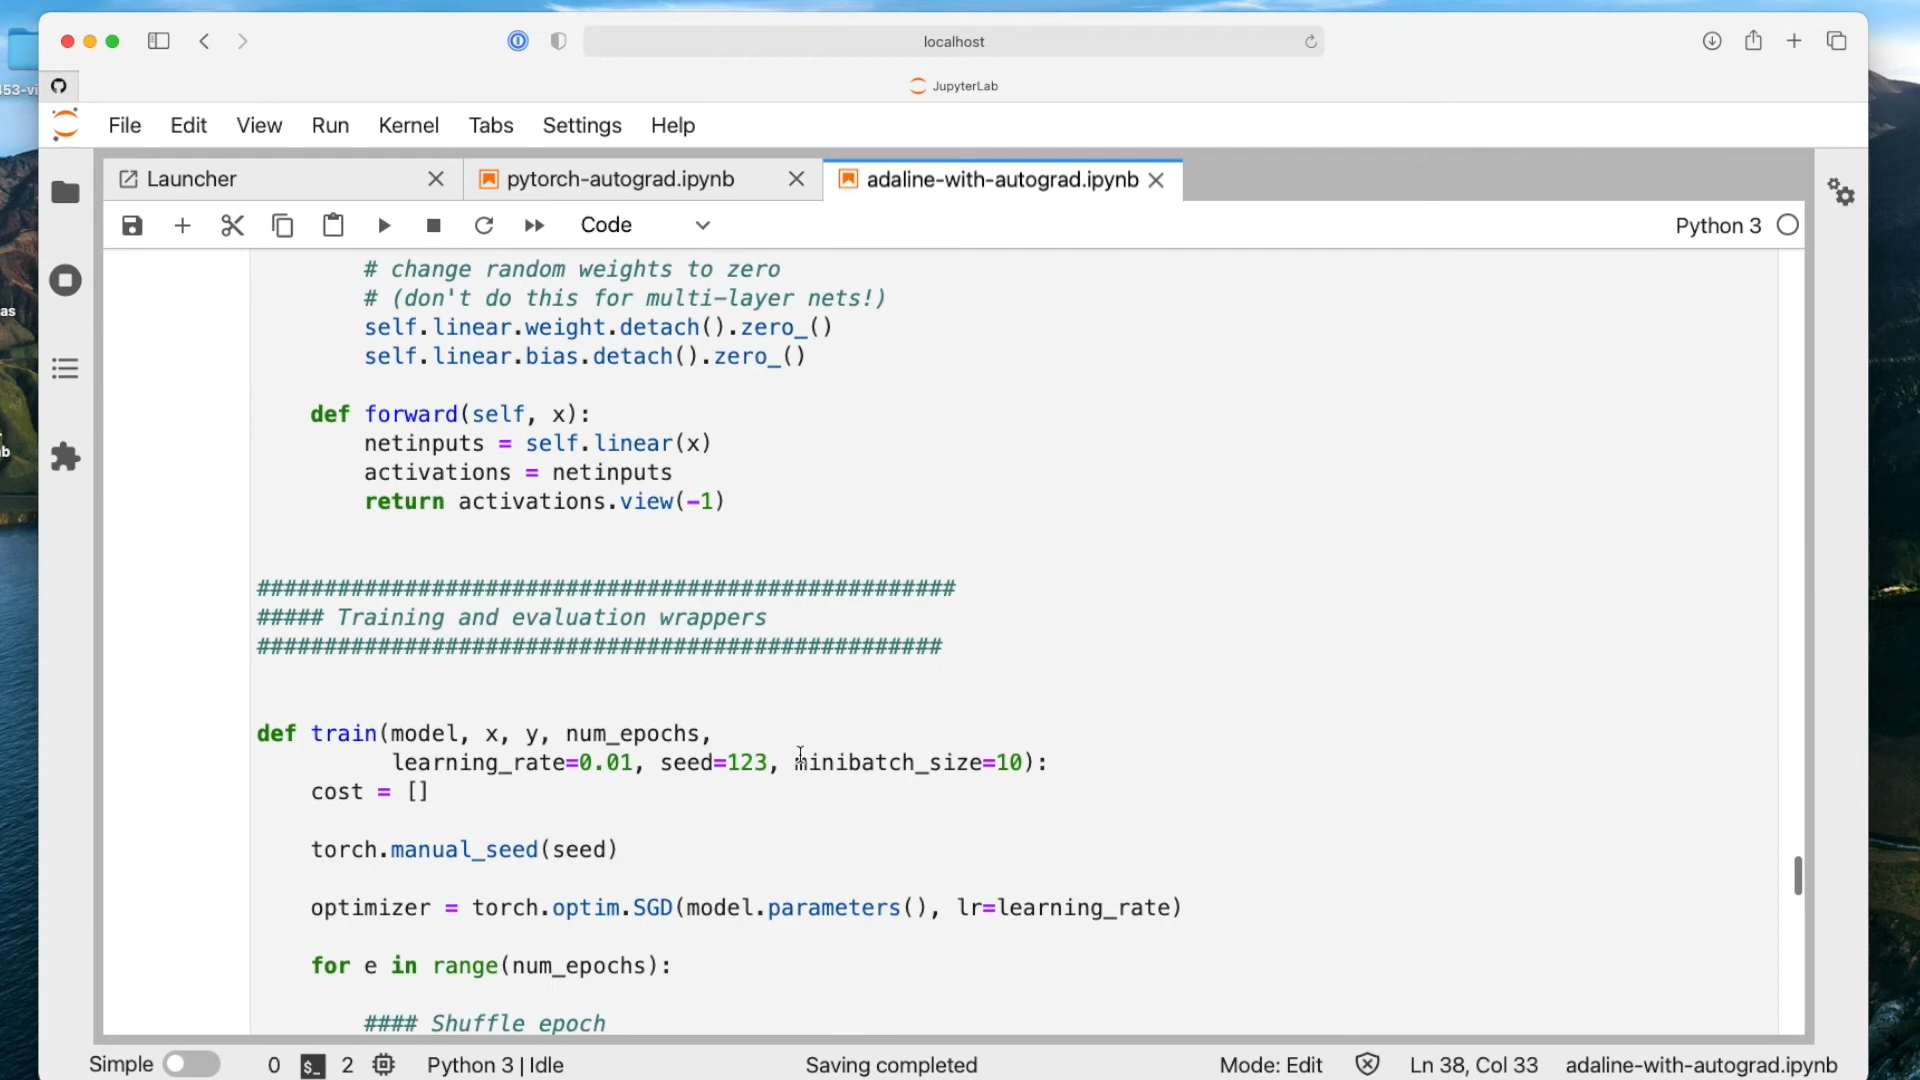 localhost
453-vi
JupyterLab
File Edit View Run Kernel Tabs Settings Help
Launcher
pytorch-autograd.ipynb
adaline-with-autograd.ipynb
Code
Python 3
# change random weights to zero
# (don't do this for multi-layer nets!)
self.linear.weight.detach().zero_()
self.linear.bias.detach().zero_()
def forward(self, x):
netinputs = self.linear(x)
activations = netinputs
return activations.view(-1)
####################################################
##### Training and evaluation wrappers
###################################################
def train(model, x, y, num_epochs,
learning_rate=0.01, seed=123, minibatch_size=10):
cost = []
torch.manual_seed(seed)
optimizer = torch.optim.SGD(model.parameters(), lr=learning_rate)
for e in range(num_epochs):
#### Shuffle epoch
as
b
Simple 0 $_ 2 Python 3 | Idle Saving completed Mode: Edit Ln 38, Col 33 adaline-with-autograd.ipynb